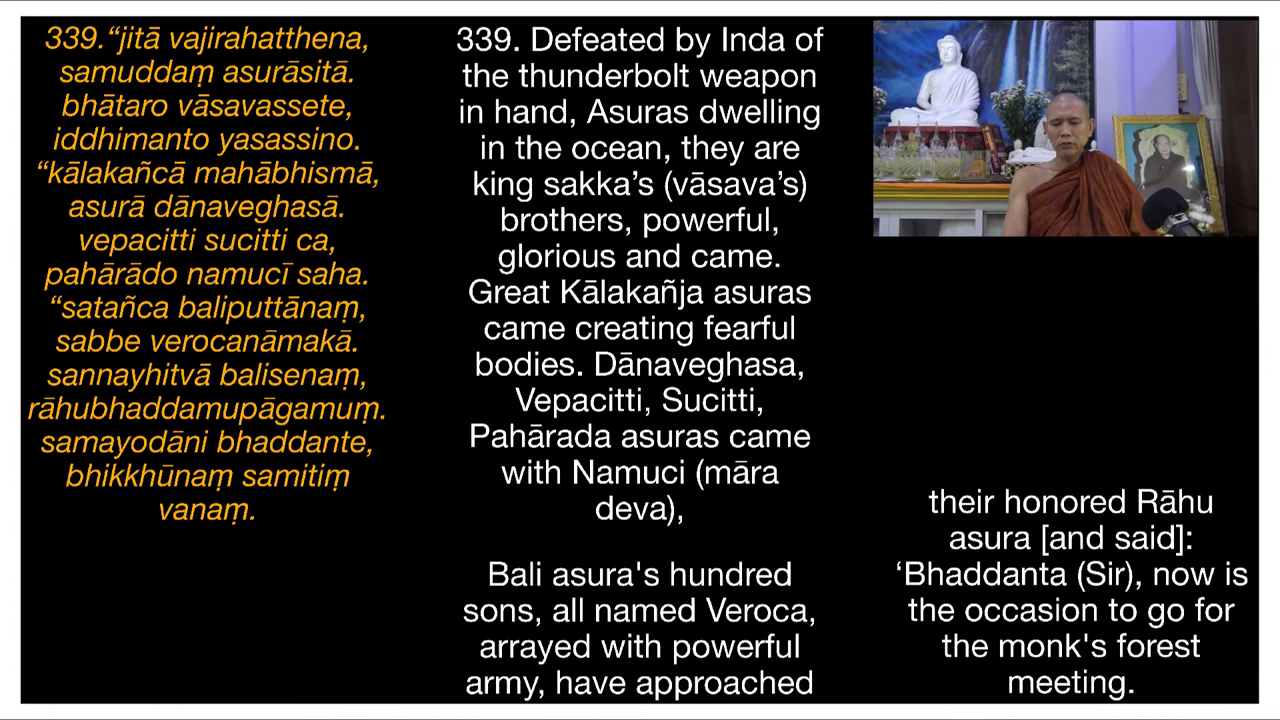 339.“jitā vajirahatthena,
samuddaṃ asurāsitā.
bhātaro vāsavassete,
iddhimanto yasassino.
“kālakañcā mahābhismā,
asurā dānaveghasā.
vepacitti sucitti ca,
pahārādo namucī saha.
“satañca baliputtānaṃ,
sabbe verocanāmakā.
sannayhitvā balisenaṃ,
rāhubhaddamupāgamuṃ.
samayodāni bhaddante,
bhikkhūnaṃ samitiṃ
vanaṃ.
339. Defeated by Inda of
the thunderbolt weapon
in hand, Asuras dwelling
in the ocean, they are
king sakka’s (vāsava’s)
brothers, powerful,
glorious and came.
Great Kālakañja asuras
came creating fearful
bodies. Dānaveghasa,
Vepacitti, Sucitti,
Pahārada asuras came
with Namuci (māra
deva),
Bali asura's hundred
sons, all named Veroca,
arrayed with powerful
army, have approached
their honored Rāhu
asura [and said]:
‘Bhaddanta (Sir), now is
the occasion to go for
the monk's forest
meeting.